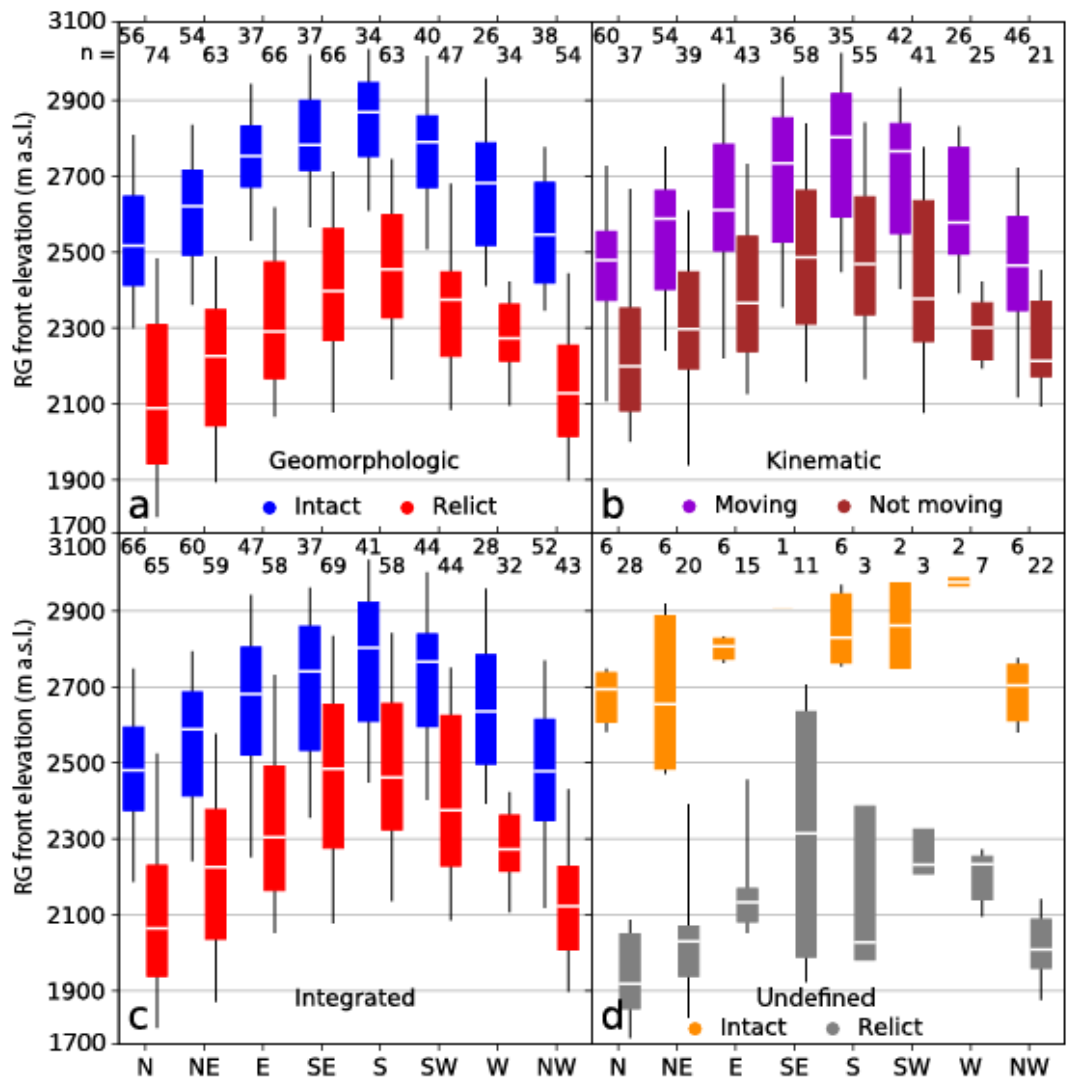 3100 56 54 37 37 34 40 26 38 60 54 41 36 35 42 26 46
n = 74 63 66 66 63 47 34 54 37 39 43 58 55 41 25 21
2900
2700
2500
2300
2100
1900
1700
RG front elevation (m a.s.l.)
Geomorphologic
Kinematic
a
Intact Relict
b
Moving Not moving
3100 66 60 47 37 41 44 28 52 6 6 6 1 6 2 2 6
65 59 58 69 58 44 32 43 28 20 15 11 3 3 7 22
2900
2700
2500
2300
2100
1900
1700
RG front elevation (m a.s.l.)
Integrated
Undefined
c
d
Intact Relict
N NE E SE S SW W NW N NE E SE S SW W NW